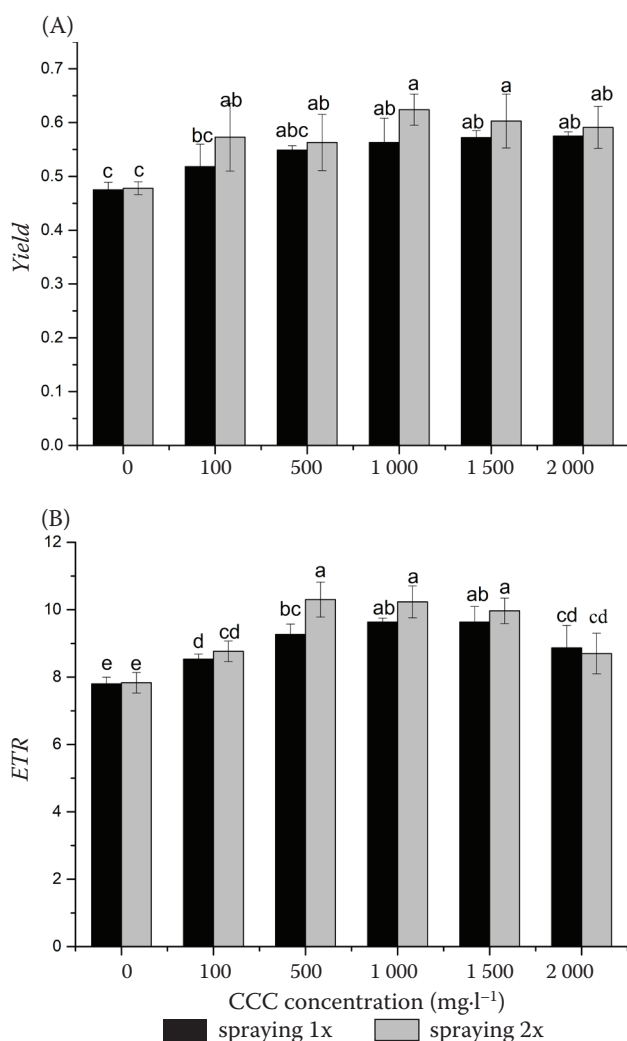 (A)
0.7
0.6
0.5
0.4
0.3
0.2
0.1
0.0
Yield
c c bc ab abc ab ab a ab a ab ab
0 100 500 1 000 1 500 2 000
(B)
12
10
8
6
4
2
0
ETR
e e d cd bc a ab a ab a cd cd
0 100 500 1 000 1 500 2 000
CCC concentration (mg·l⁻¹)
spraying 1x spraying 2x